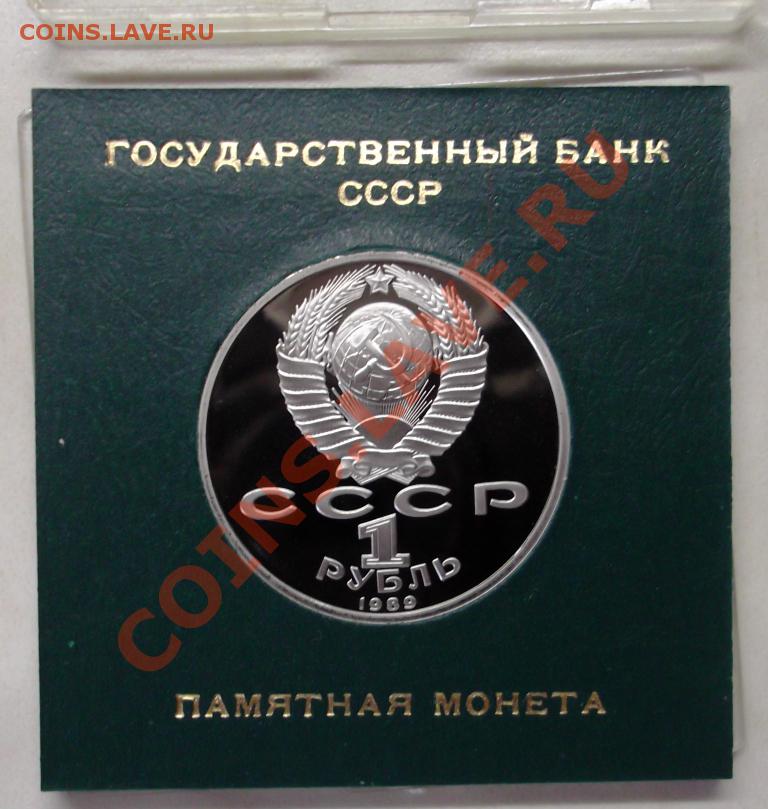 COINS.LAVE.RU
ГОСУДАРСТВЕННЫЙ БАНК
СССР
COINS.LAVE.RU
СССР
1
РУБЛЬ
1989
ПАМЯТНАЯ МОНЕТА